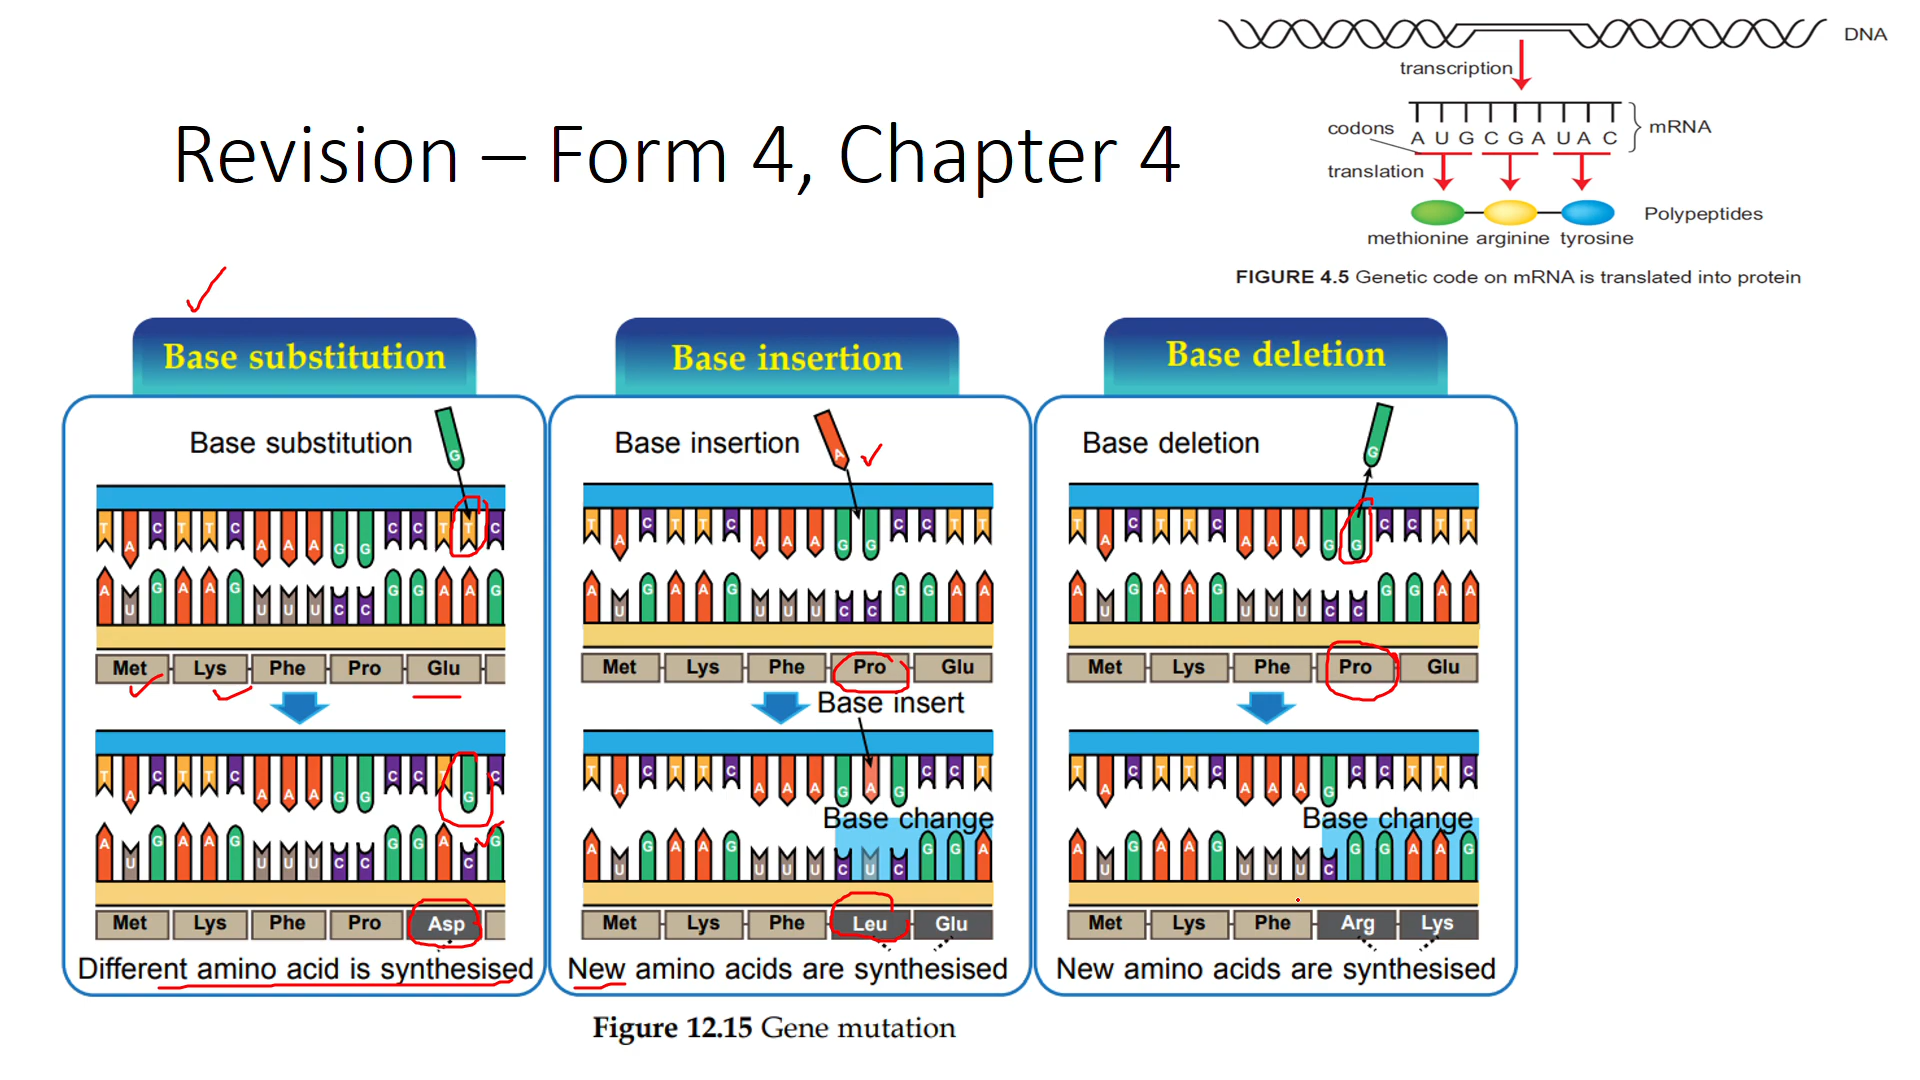 DNA
transcription
Revision – Form 4, Chapter 4
codons
A U G C G A U A C
mRNA
translation
Polypeptides
methionine arginine tyrosine
FIGURE 4.5 Genetic code on mRNA is translated into protein
Base substitution
Base substitution
G
T A C T T C A A A G G C C T T C
A U G A A G U U U C C G G A A G
Met Lys Phe Pro Glu
T A C T T C A A A G G C C T G C
A U G A A G U U U C C G G A C G
Met Lys Phe Pro Asp
Different amino acid is synthesised
Base insertion
Base insertion
A
T A C T T C A A A G G C C T T
A U G A A G U U U C C G G A A
Met Lys Phe Pro Glu
Base insert
T A C T T C A A A G A G C C T
Base change
A U G A A G U U U C U C G G A
Met Lys Phe Leu Glu
New amino acids are synthesised
Base deletion
Base deletion
G
T A C T T C A A A G G C C T T
A U G A A G U U U C C G G A A
Met Lys Phe Pro Glu
T A C T T C A A A G C C T T C
Base change
A U G A A G U U U C G G A A G
Met Lys Phe Arg Lys
New amino acids are synthesised
Figure 12.15 Gene mutation